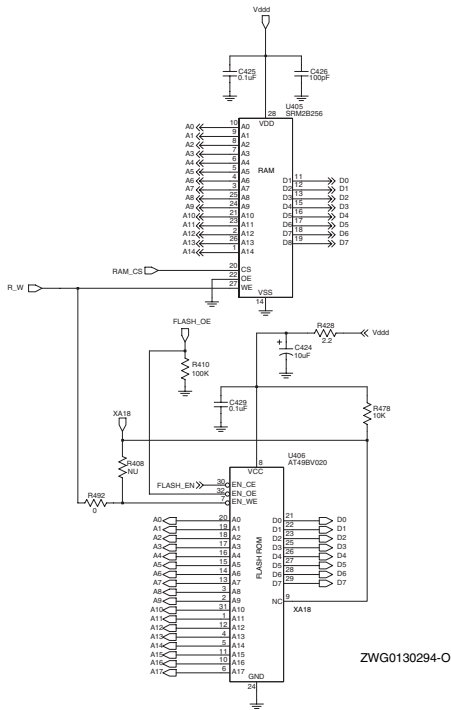 Vddd
C425
0.1uF
C426
100pF
U405
SRM2B256
28
VDD
A0 10 A0
A1 9 A1
A2 8 A2
A3 7 A3
A4 6 A4
A5 5 A5
A6 4 A6 D1 11 D0
A7 3 A7 D2 12 D1
A8 25 A8 D3 13 D2
A9 24 A9 D4 15 D3
A10 21 A10 D5 16 D4
A11 23 A11 D6 17 D5
A12 2 A12 D7 18 D6
A13 26 A13 D8 19 D7
A14 1 A14
RAM
RAM_CS 20 CS
22 OE
R_W 27 WE
VSS
14
FLASH_OE
R410
100K
R428
2.2
Vddd
+
C424
10uF
C429
0.1uF
R478
10K
XA18
R408
NU
R492
0
U406
AT49BV020
8
VCC
FLASH_EN 30 EN_CE
32 EN_OE
7 EN_WE
A0 20 A0 D0 21 D0
A1 19 A1 D1 22 D1
A2 18 A2 D2 23 D2
A3 17 A3 D3 25 D3
A4 16 A4 D4 26 D4
A5 15 A5 D5 27 D5
A6 14 A6 D6 28 D6
A7 13 A7 D7 29 D7
A8 3 A8
A9 2 A9 NC 9
A10 31 A10 XA18
A11 1 A11
A12 12 A12
A13 4 A13
A14 5 A14
A15 11 A15
A16 10 A16
A17 6 A17
FLASH ROM
GND
24
ZWG0130294-O